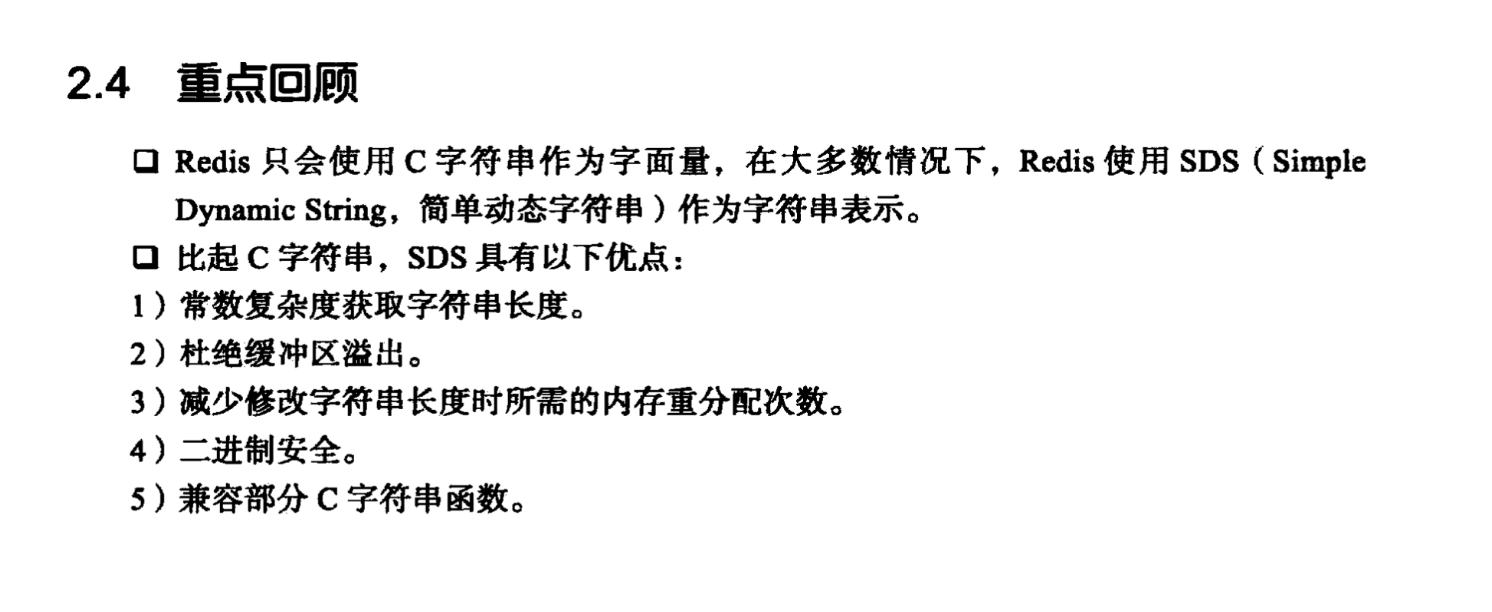 2.4 重点回顾
❑ Redis 只会使用 C 字符串作为字面量，在大多数情况下，Redis 使用 SDS（Simple
Dynamic String，简单动态字符串）作为字符串表示。
❑ 比起 C 字符串，SDS 具有以下优点：
1）常数复杂度获取字符串长度。
2）杜绝缓冲区溢出。
3）减少修改字符串长度时所需的内存重分配次数。
4）二进制安全。
5）兼容部分 C 字符串函数。